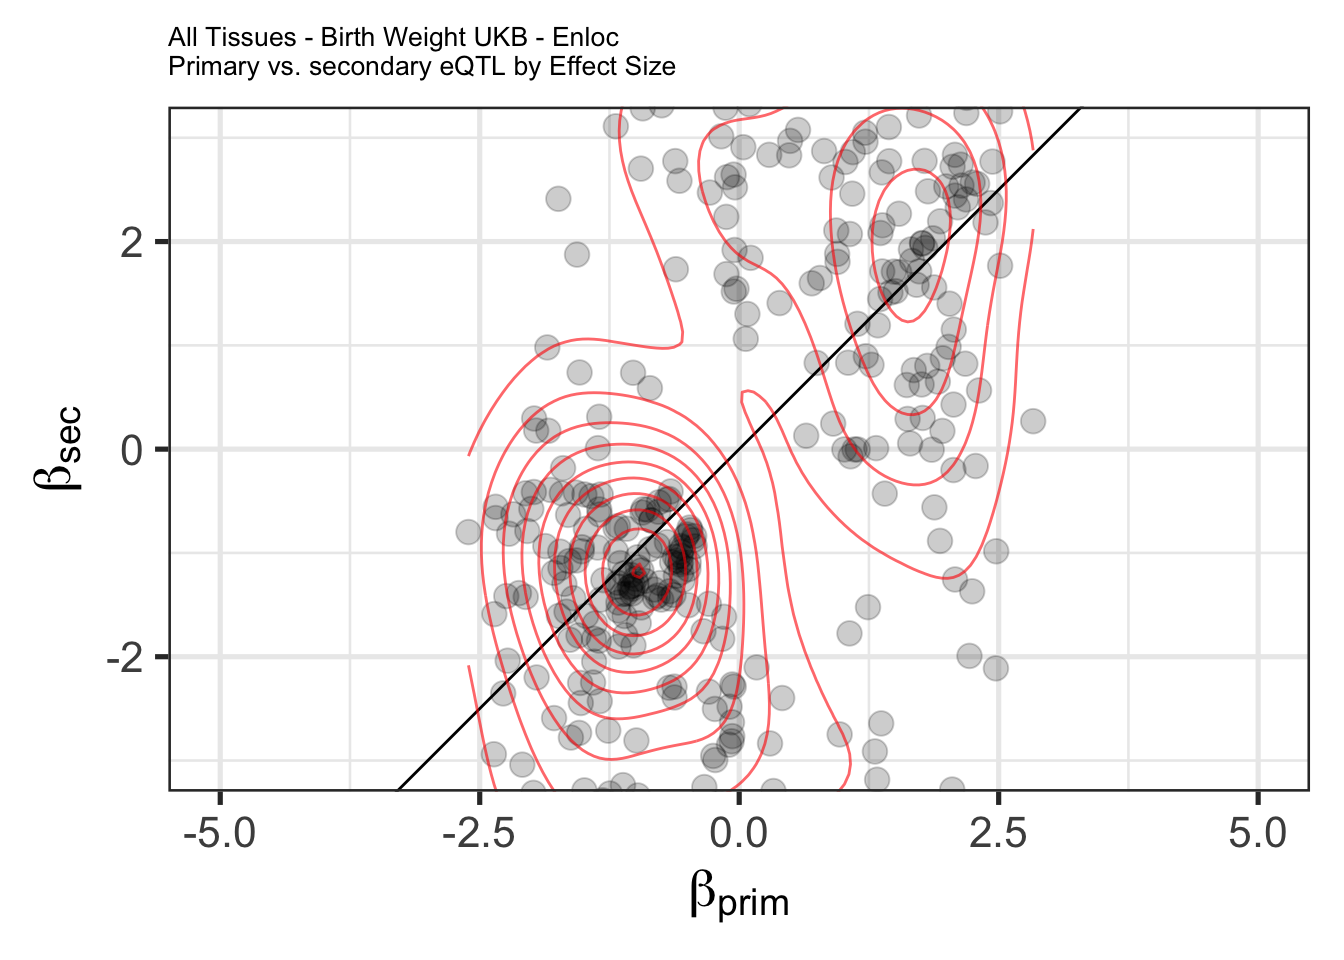 All Tissues - Birth Weight UKB - Enloc
Primary vs. secondary eQTL by Effect Size
2
0
-2
βsec
-5.0 -2.5 0.0 2.5 5.0
βprim